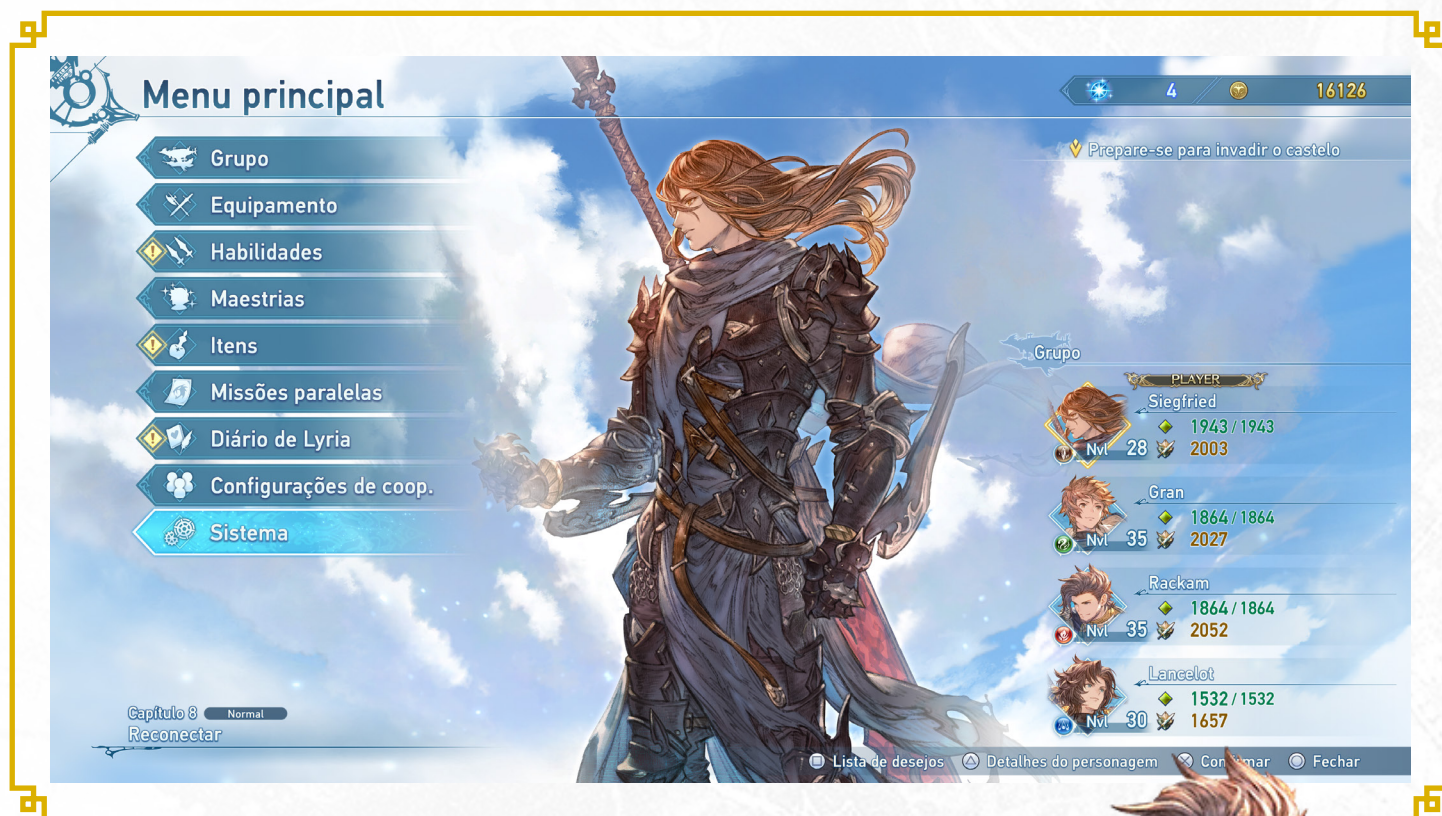 Menu principal
4
16126
Prepare-se para invadir o castelo
Grupo
Equipamento
Habilidades
Maestrias
Itens
Missões paralelas
Diário de Lyria
Configurações de coop.
Sistema
Grupo
PLAYER
Siegfried
1943/1943
Nvl 28 2003
Gran
1864/1864
Nvl 35 2027
Rackam
1864/1864
Nvl 35 2052
Lancelot
1532/1532
Nvl 30 1657
Capítulo 8 Normal
Reconectar
Lista de desejos Detalhes do personagem Confirmar Fechar